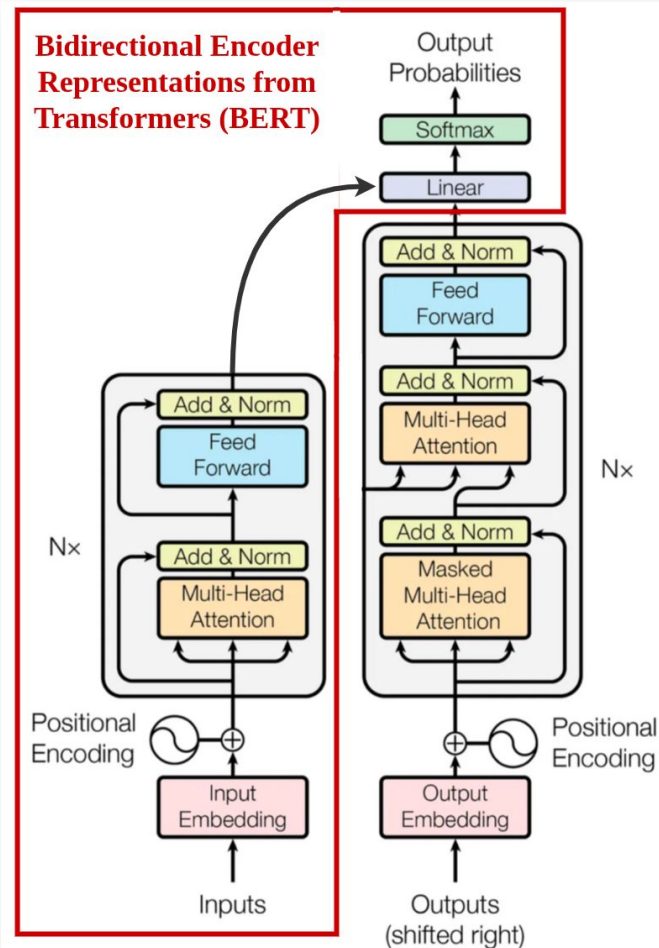 Bidirectional Encoder
Representations from
Transformers (BERT)
Output
Probabilities
Softmax
Linear
Add & Norm
Feed
Forward
Add & Norm
Multi-Head
Attention
Nx
Add & Norm
Masked
Multi-Head
Attention
Positional
Encoding
Output
Embedding
Outputs
(shifted right)
Add & Norm
Feed
Forward
Nx
Add & Norm
Multi-Head
Attention
Positional
Encoding
Input
Embedding
Inputs